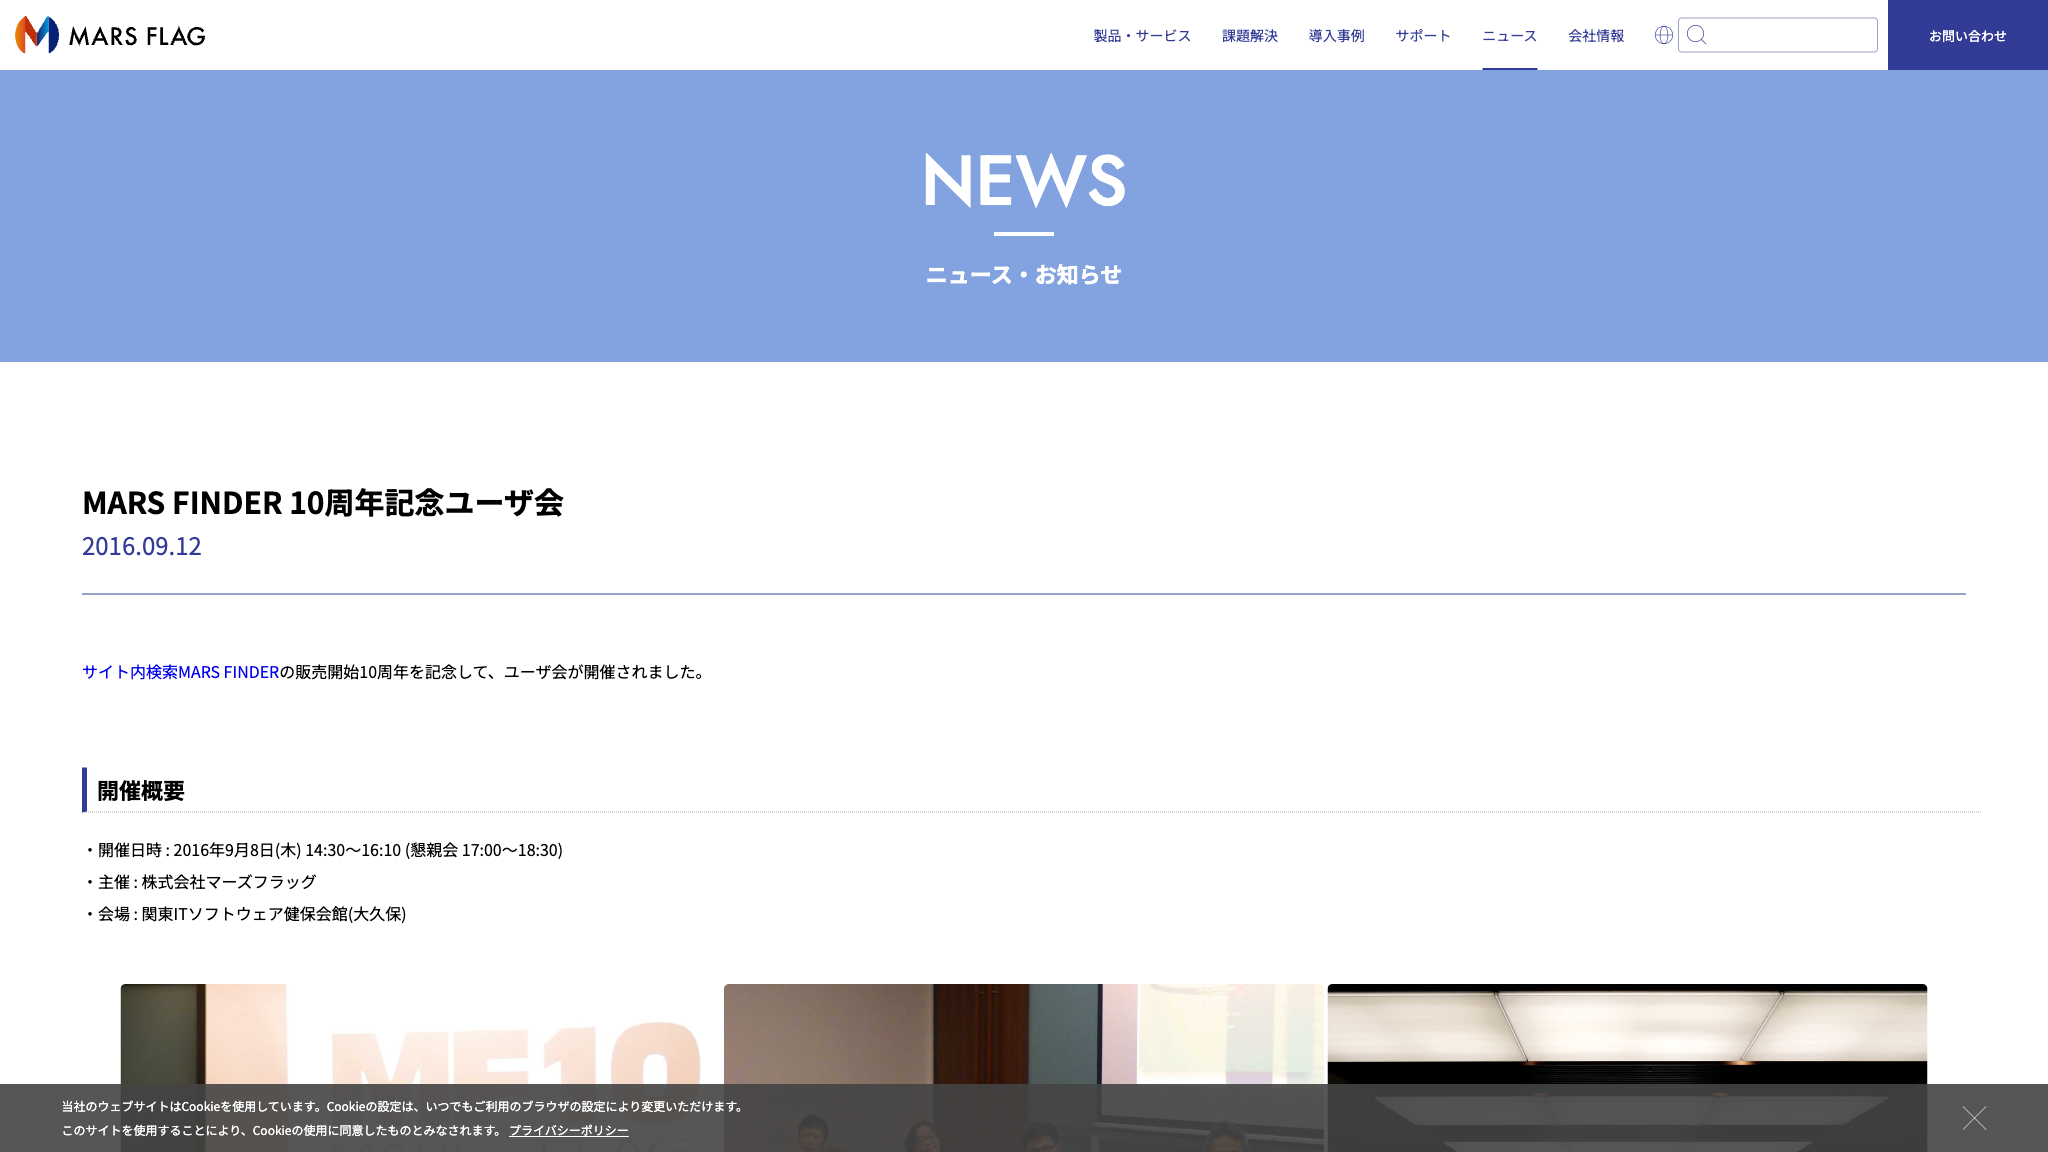 MARS FLAG
製品・サービス 課題解決 導入事例 サポート ニュース 会社情報 お問い合わせ
NEWS
ニュース・お知らせ
MARS FINDER 10周年記念ユーザ会
2016.09.12
サイト内検索MARS FINDERの販売開始10周年を記念して、ユーザ会が開催されました。
開催概要
・開催日時 : 2016年9月8日(木) 14:30〜16:10 (懇親会 17:00〜18:30)
・主催 : 株式会社マーズフラッグ
・会場 : 関東ITソフトウェア健保会館(大久保)
MF10
当社のウェブサイトはCookieを使用しています。Cookieの設定は、いつでもご利用のブラウザの設定により変更いただけます。
このサイトを使用することにより、Cookieの使用に同意したものとみなされます。 プライバシーポリシー